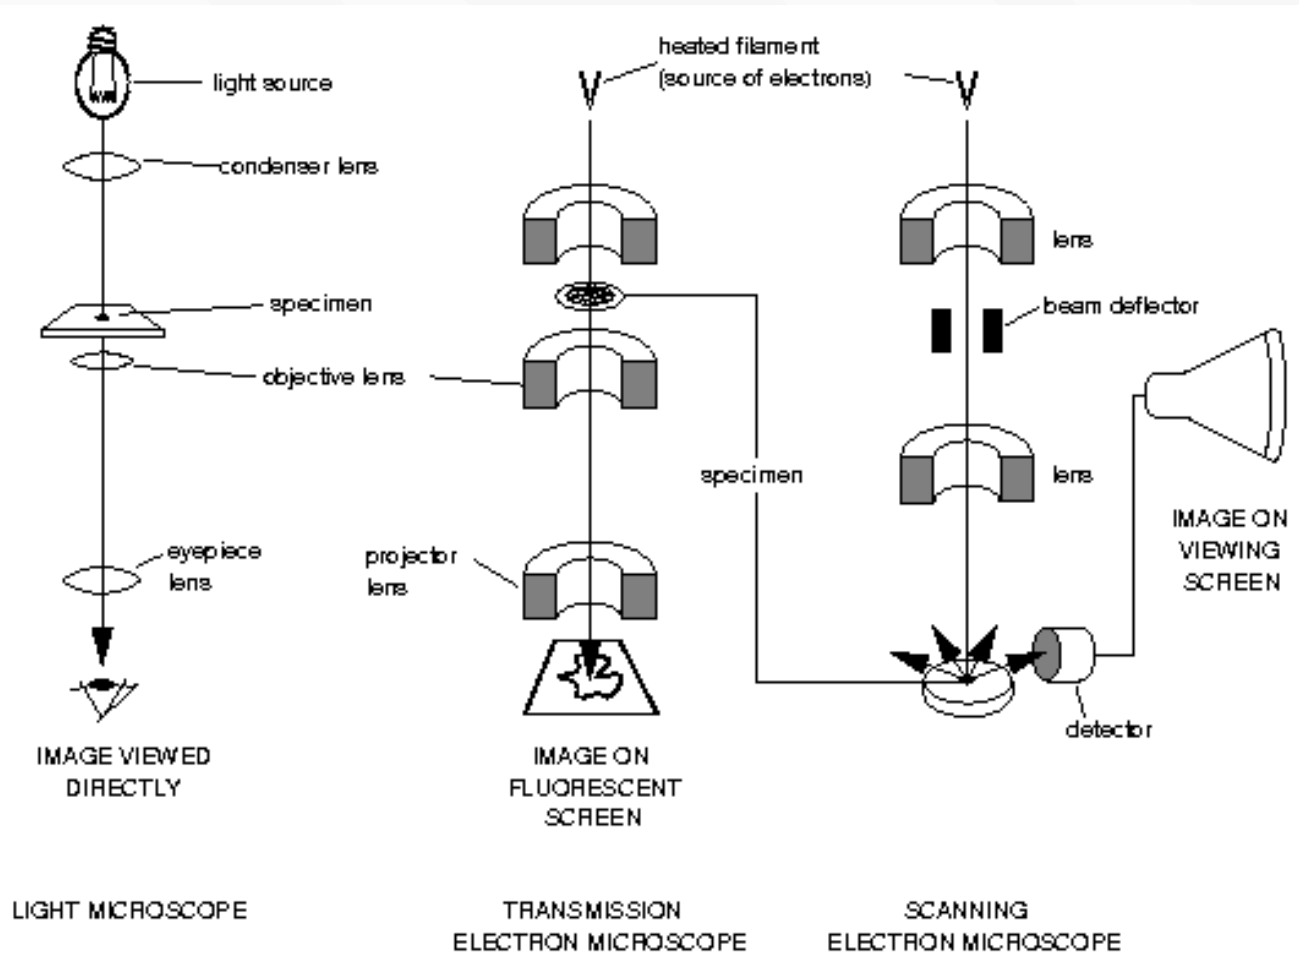 heated filament
(source of electrons)
light source
condenser lens
lens
specimen
beam deflector
objective lens
specimen
lens
IMAGE ON
VIEWING
SCREEN
eyepiece
lens
projector
lens
detector
IMAGE VIEWED
DIRECTLY
IMAGE ON
FLUORESCENT
SCREEN
LIGHT MICROSCOPE
TRANSMISSION
ELECTRON MICROSCOPE
SCANNING
ELECTRON MICROSCOPE